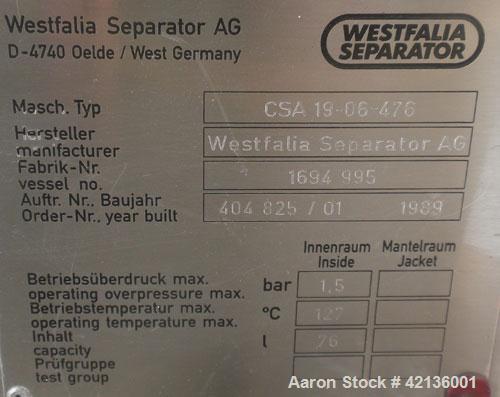 Westfalia Separator AG
D-4740 Oelde / West Germany
WESTFALIA
SEPARATOR
Masch. Typ CSA 19-06-476
Hersteller
manifacturer Westfalia Separator AG
Fabrik-Nr.
vessel no. 1694 995
Auftr. Nr., Baujahr
Order-Nr., year built 404 825 / 01 1989
Innenraum Mantelraum
Inside Jacket
Betriebsüberdruck max.
operating overpressure max. bar 1,5
Betriebstemperatur max.
operating temperature max. °C 127
Inhalt
capacity l 76
Prüfgruppe
test group
Aaron Stock # 42136001